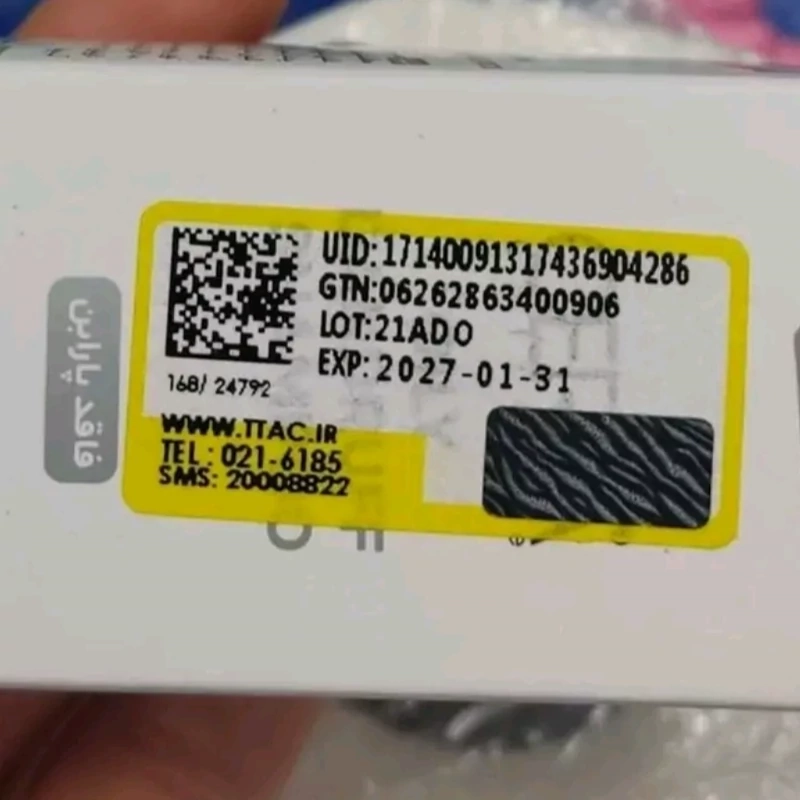 UID:17140091317436904286
GTN:06262863400906
LOT:21ADO
EXP: 2027-01-31
168/ 24792
WWW.TTAC.IR
TEL : 021-6185
SMS: 20008822
فاقد پارابن